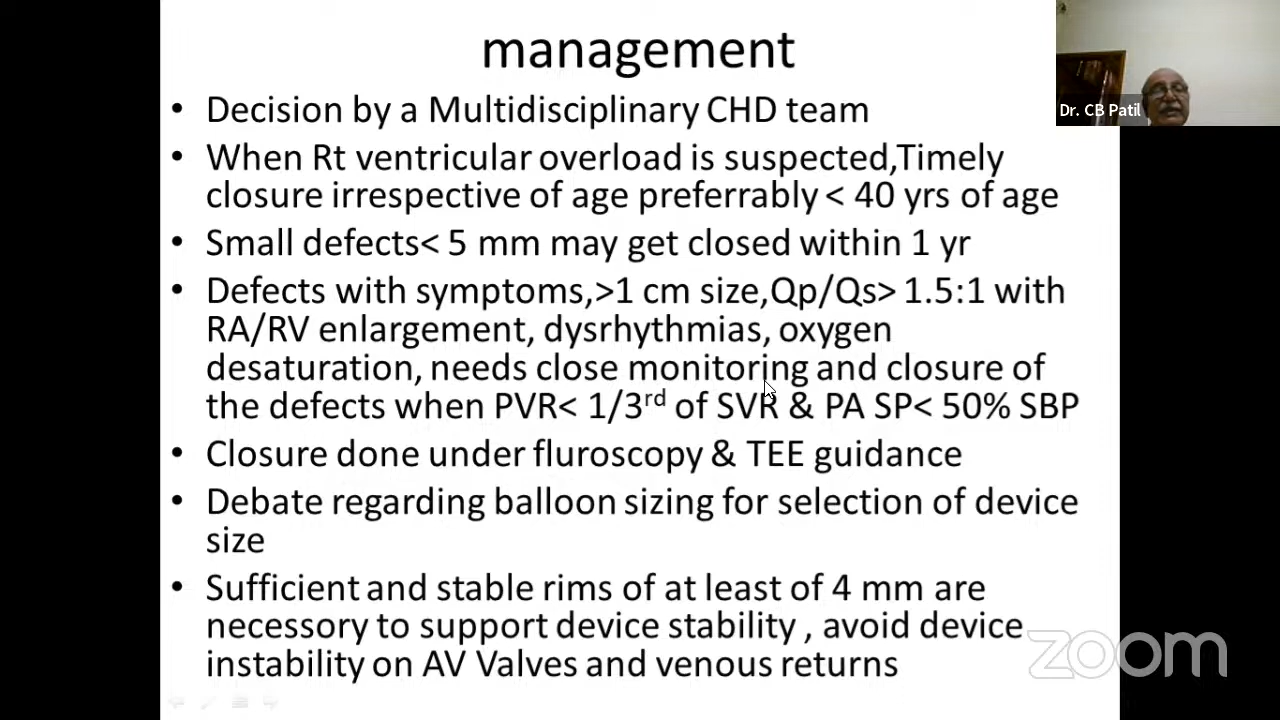 management
Dr. CB Patil
• Decision by a Multidisciplinary CHD team
• When Rt ventricular overload is suspected,Timely
closure irrespective of age preferrably < 40 yrs of age
• Small defects< 5 mm may get closed within 1 yr
• Defects with symptoms,>1 cm size,Qp/Qs> 1.5:1 with
RA/RV enlargement, dysrhythmias, oxygen
desaturation, needs close monitoring and closure of
the defects when PVR< 1/3rd of SVR & PA SP< 50% SBP
• Closure done under fluroscopy & TEE guidance
• Debate regarding balloon sizing for selection of device
size
• Sufficient and stable rims of at least of 4 mm are
necessary to support device stability , avoid device
instability on AV Valves and venous returns
zoom